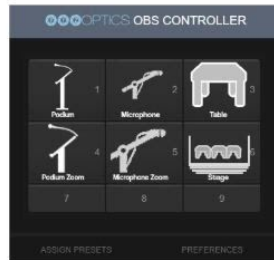 PTZOPTICS OBS CONTROLLER
1
2
3
Podium
Microphone
Table
4
5
6
Podium Zoom
Microphone Zoom
Stage
7
8
9
ASSIGN PRESETS
PREFERENCES